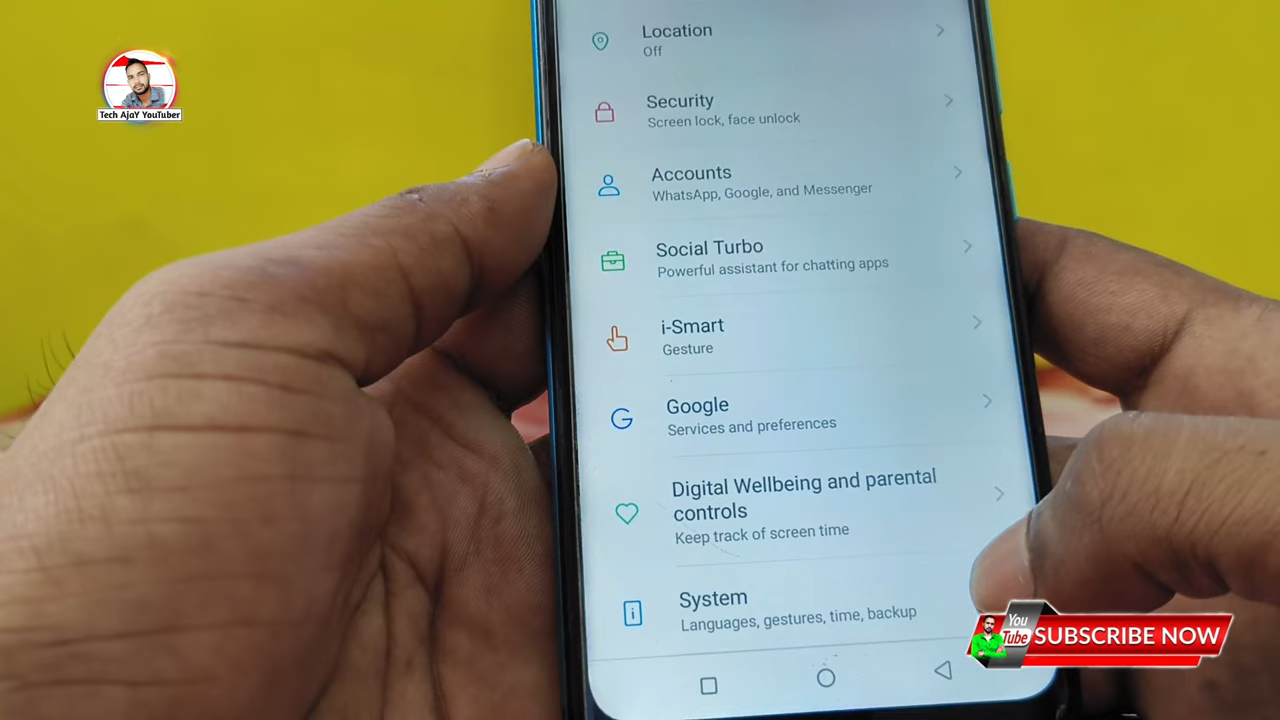 Tech AjaY YouTuber
Location
Off
Security
Screen lock, face unlock
Accounts
WhatsApp, Google, and Messenger
Social Turbo
Powerful assistant for chatting apps
i-Smart
Gesture
Google
Services and preferences
Digital Wellbeing and parental
controls
Keep track of screen time
System
Languages, gestures, time, backup
You
Tube
SUBSCRIBE NOW